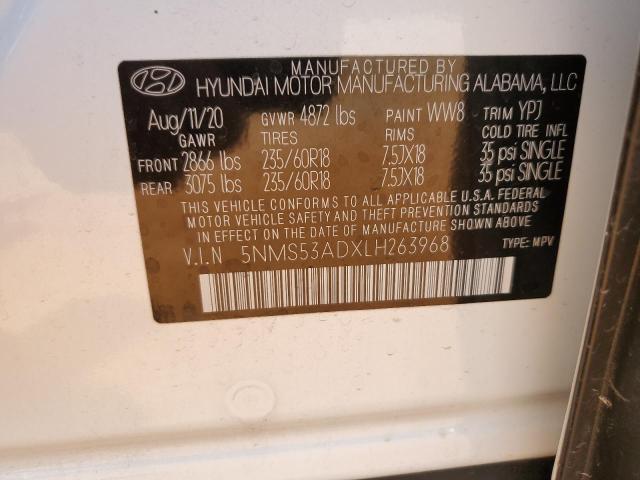 MANUFACTURED BY
HYUNDAI MOTOR MANUFACTURING ALABAMA, LLC
Aug/11/20 GVWR 4872 lbs PAINT WW8 TRIM YPJ
GAWR TIRES RIMS COLD TIRE INFL
FRONT 2866 lbs 235/60R18 7.5JX18 35 psi SINGLE
REAR 3075 lbs 235/60R18 7.5JX18 35 psi SINGLE
THIS VEHICLE CONFORMS TO ALL APPLICABLE U.S.A. FEDERAL
MOTOR VEHICLE SAFETY AND THEFT PREVENTION STANDARDS
IN EFFECT ON THE DATE OF MANUFACTURE SHOWN ABOVE
V.I.N 5NMS53ADXLH263968 TYPE: MPV